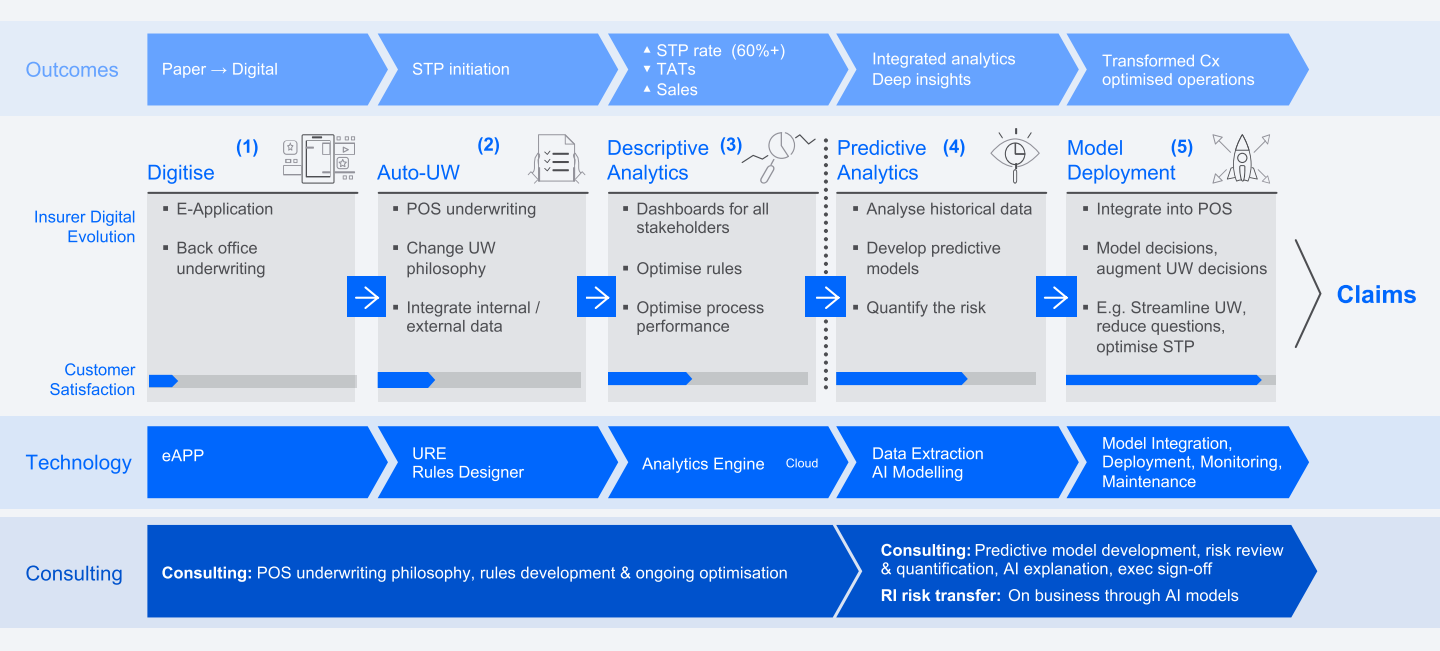 Outcomes
Paper → Digital
STP initiation
▲ STP rate (60%+)
▼ TATs
▲ Sales
Integrated analytics
Deep insights
Transformed Cx
optimised operations
(1)
Digitise
(2)
Auto-UW
Descriptive (3)
Analytics
Predictive (4)
Analytics
Model (5)
Deployment
Insurer Digital
Evolution
▪ E-Application
▪ Back office
underwriting
▪ POS underwriting
▪ Change UW
philosophy
▪ Integrate internal /
external data
▪ Dashboards for all
stakeholders
▪ Optimise rules
▪ Optimise process
performance
▪ Analyse historical data
▪ Develop predictive
models
▪ Quantify the risk
▪ Integrate into POS
▪ Model decisions,
augment UW decisions
▪ E.g. Streamline UW,
reduce questions,
optimise STP
Claims
Customer
Satisfaction
Technology
eAPP
URE
Rules Designer
Analytics Engine Cloud
Data Extraction
AI Modelling
Model Integration,
Deployment, Monitoring,
Maintenance
Consulting
Consulting: POS underwriting philosophy, rules development & ongoing optimisation
Consulting: Predictive model development, risk review
& quantification, AI explanation, exec sign-off
RI risk transfer: On business through AI models